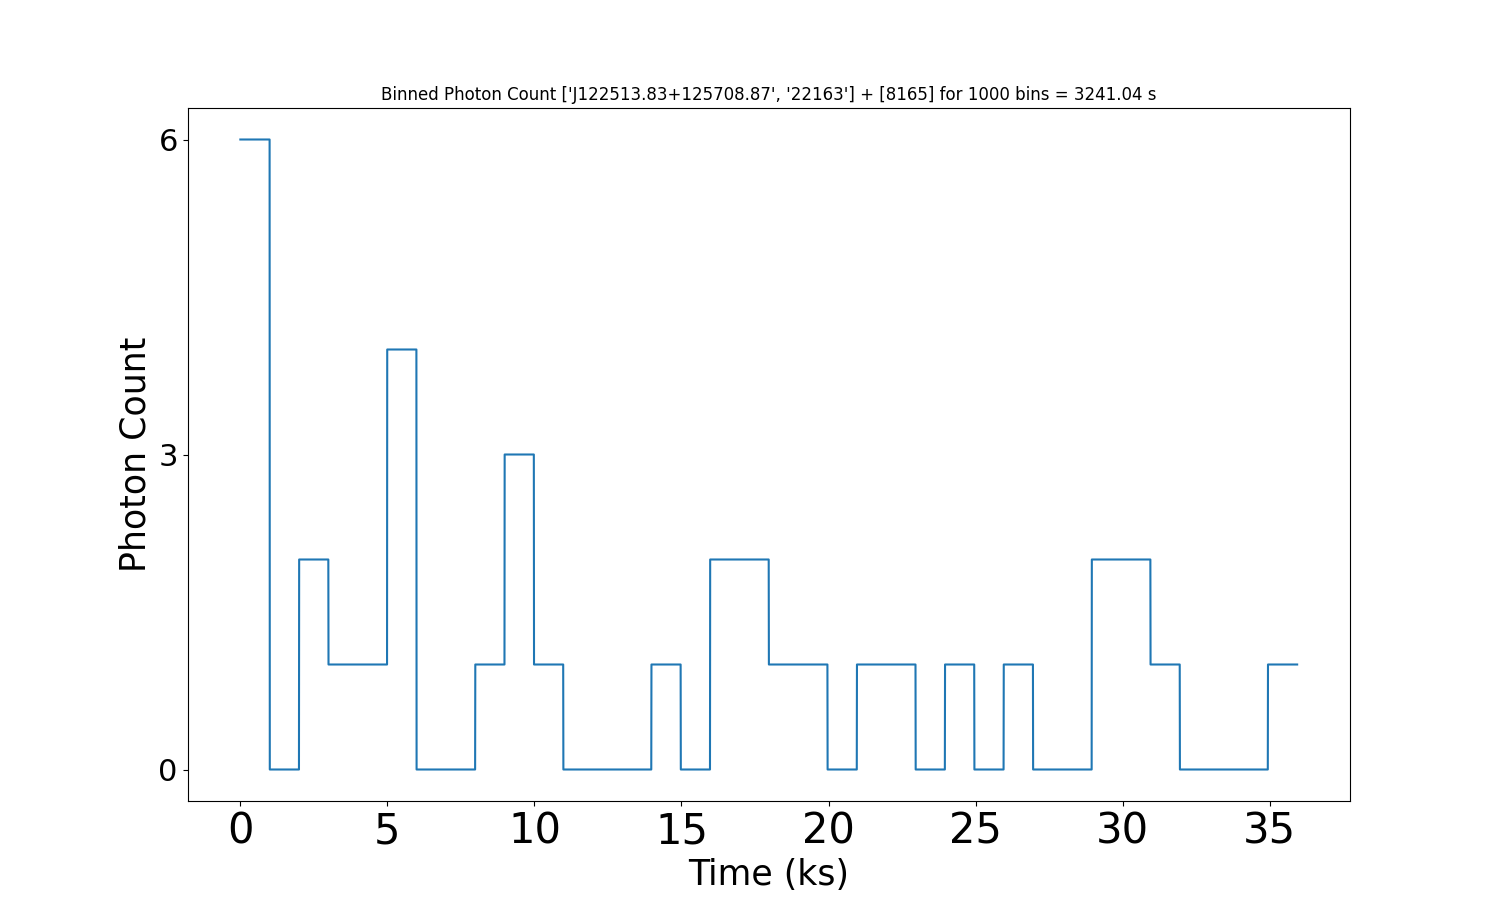 Binned Photon Count ['J122513.83+125708.87', '22163'] + [8165] for 1000 bins = 3241.04 s
6
3
0
Photon Count
0 5 10 15 20 25 30 35
Time (ks)